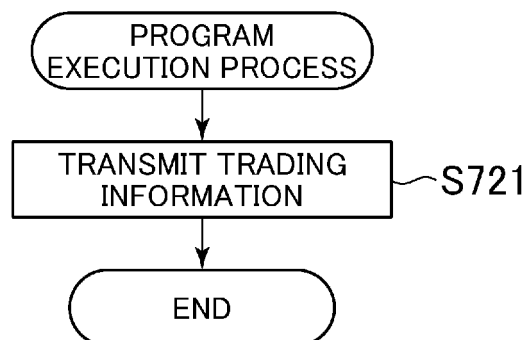 PROGRAM
EXECUTION PROCESS
TRANSMIT TRADING
INFORMATION
S721
END